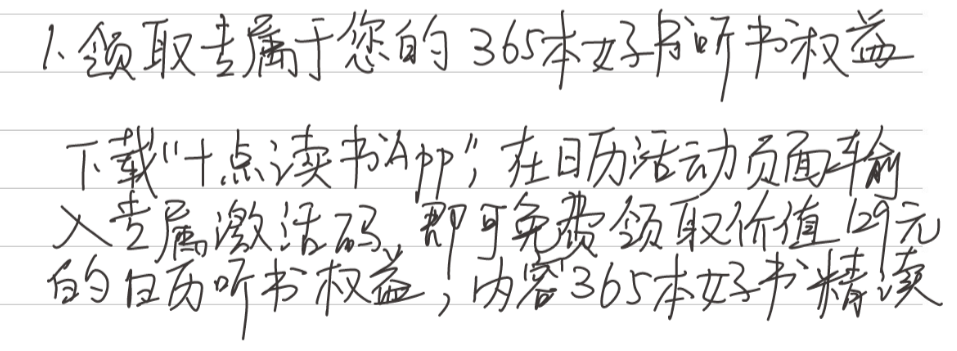 1.领取专属于您的365本好书听书权益
下载“十点读书App”,在日历活动页面输
入专属激活码,即可免费领取价值129元
的日历听书权益,内容365本好书精读